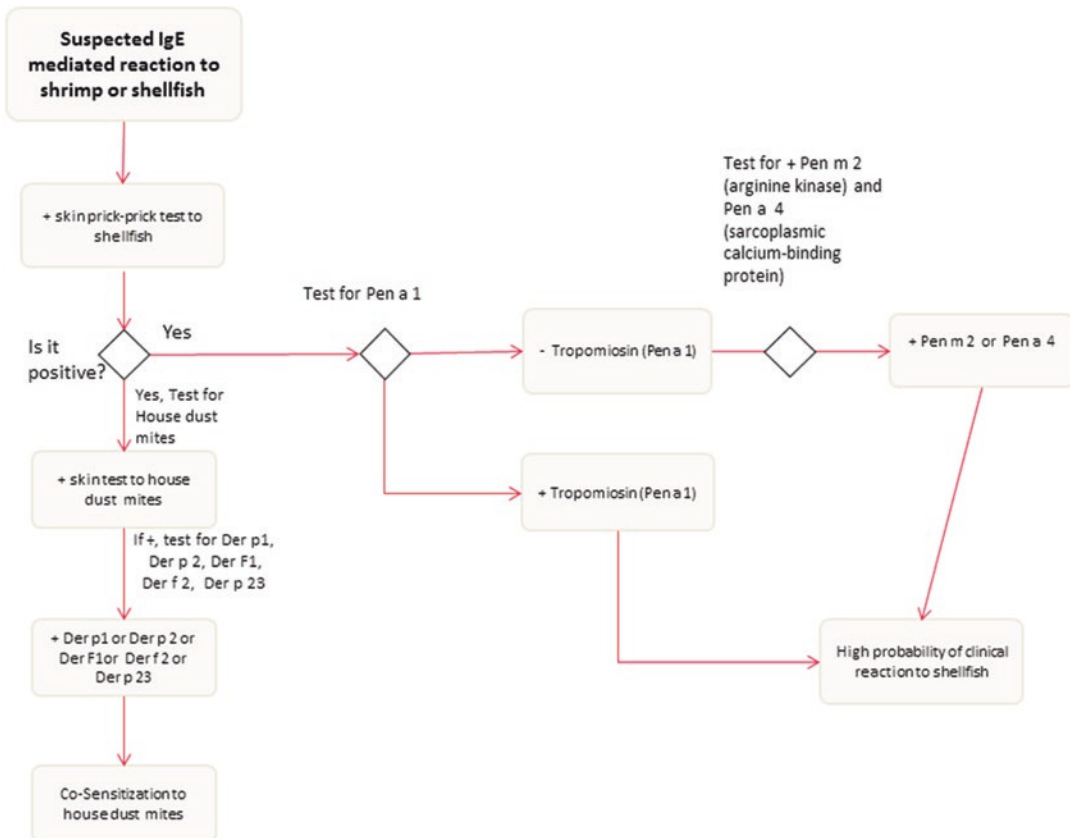 Suspected IgE
mediated reaction to
shrimp or shellfish
+ skin prick-prick test to
shellfish
Is it
positive?
Yes
Test for Pen a 1
- Tropomiosin (Pen a 1)
Test for + Pen m 2
(arginine kinase) and
Pen a 4
(sarcoplasmic
calcium-binding
protein)
+ Pen m 2 or Pen a 4
Yes, Test for
House dust
mites
+ skin test to house
dust mites
+ Tropomiosin (Pen a 1)
If +, test for Der p1,
Der p 2, Der F1,
Der f 2, Der p 23
+ Der p1 or Der p 2 or
Der F1or Der f 2 or
Der p 23
High probability of clinical
reaction to shellfish
Co-Sensitization to
house dust mites